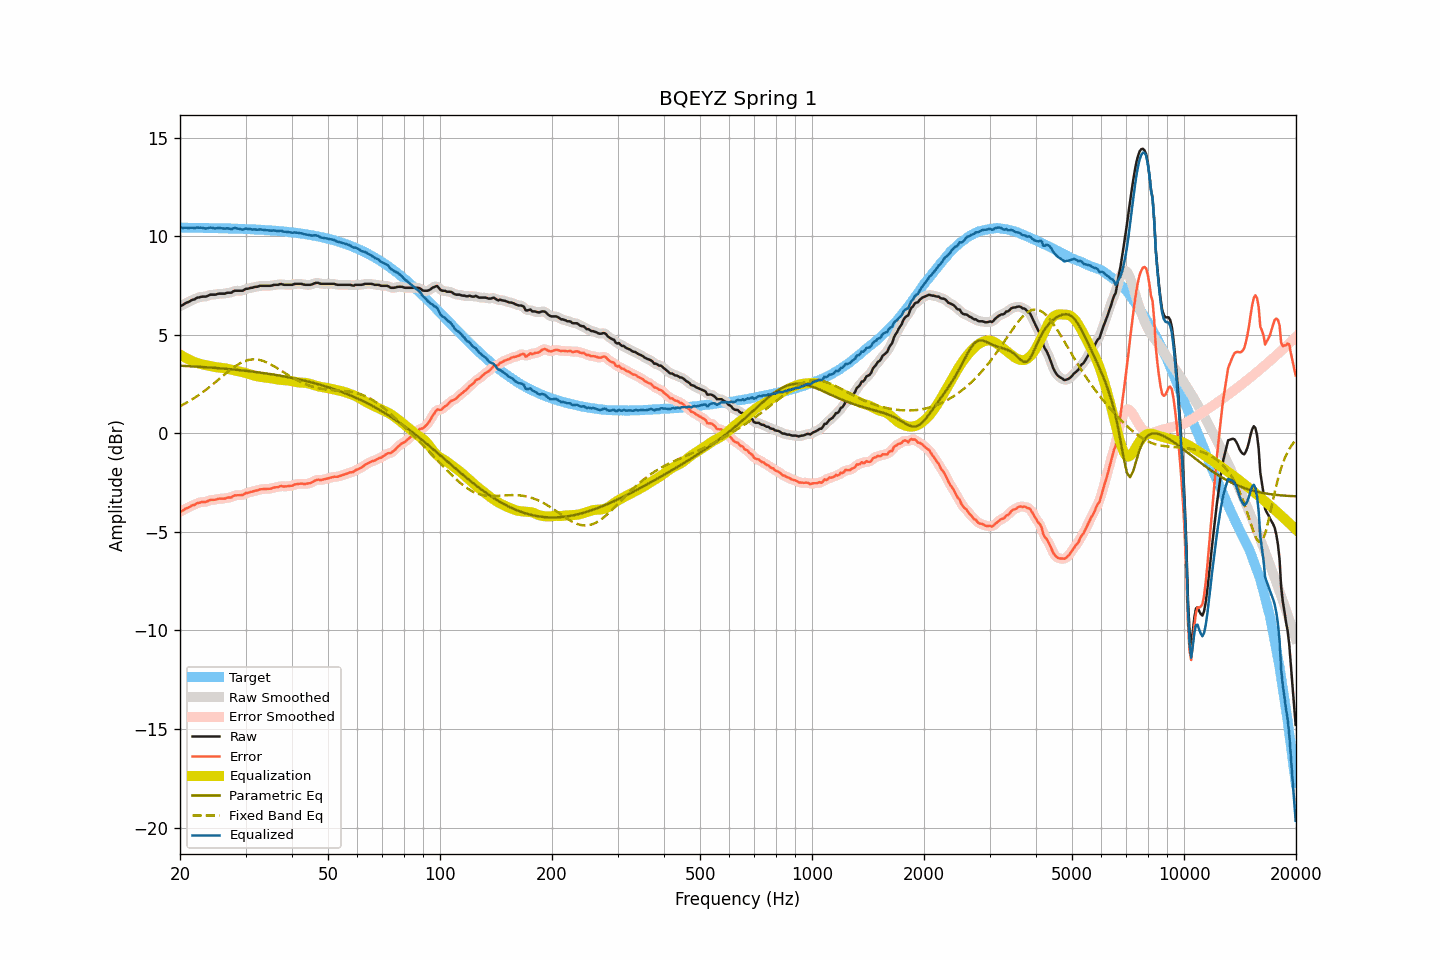 BQEYZ Spring 1
15
10
5
0
−5
−10
−15
−20
Amplitude (dBr)
Target
Raw Smoothed
Error Smoothed
Raw
Error
Equalization
Parametric Eq
Fixed Band Eq
Equalized
20 50 100 200 500 1000 2000 5000 10000 20000
Frequency (Hz)